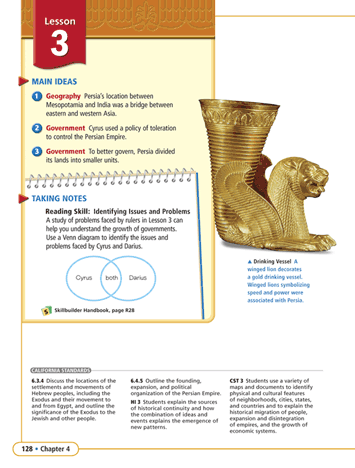 Lesson
3
MAIN IDEAS
1 Geography Persia's location between
Mesopotamia and India was a bridge between
eastern and western Asia.
2 Government Cyrus used a policy of toleration
to control the Persian Empire.
3 Government To better govern, Persia divided
its lands into smaller units.
TAKING NOTES
Reading Skill: Identifying Issues and Problems
A study of problems faced by rulers in Lesson 3 can
help you understand the growth of governments.
Use a Venn diagram to identify the issues and
problems faced by Cyrus and Darius.
Cyrus both Darius
Skillbuilder Handbook, page R28
▲ Drinking Vessel A
winged lion decorates
a gold drinking vessel.
Winged lions symbolizing
speed and power were
associated with Persia.
CALIFORNIA STANDARDS
6.3.4 Discuss the locations of the
settlements and movements of
Hebrew peoples, including the
Exodus and their movement to
and from Egypt, and outline the
significance of the Exodus to the
Jewish and other people.
6.4.5 Outline the founding,
expansion, and political
organization of the Persian Empire.
HI 3 Students explain the sources
of historical continuity and how
the combination of ideas and
events explains the emergence of
new patterns.
CST 3 Students use a variety of
maps and documents to identify
physical and cultural features
of neighborhoods, cities, states,
and countries and to explain the
historical migration of people,
expansion and disintegration
of empires, and the growth of
economic systems.
128 • Chapter 4